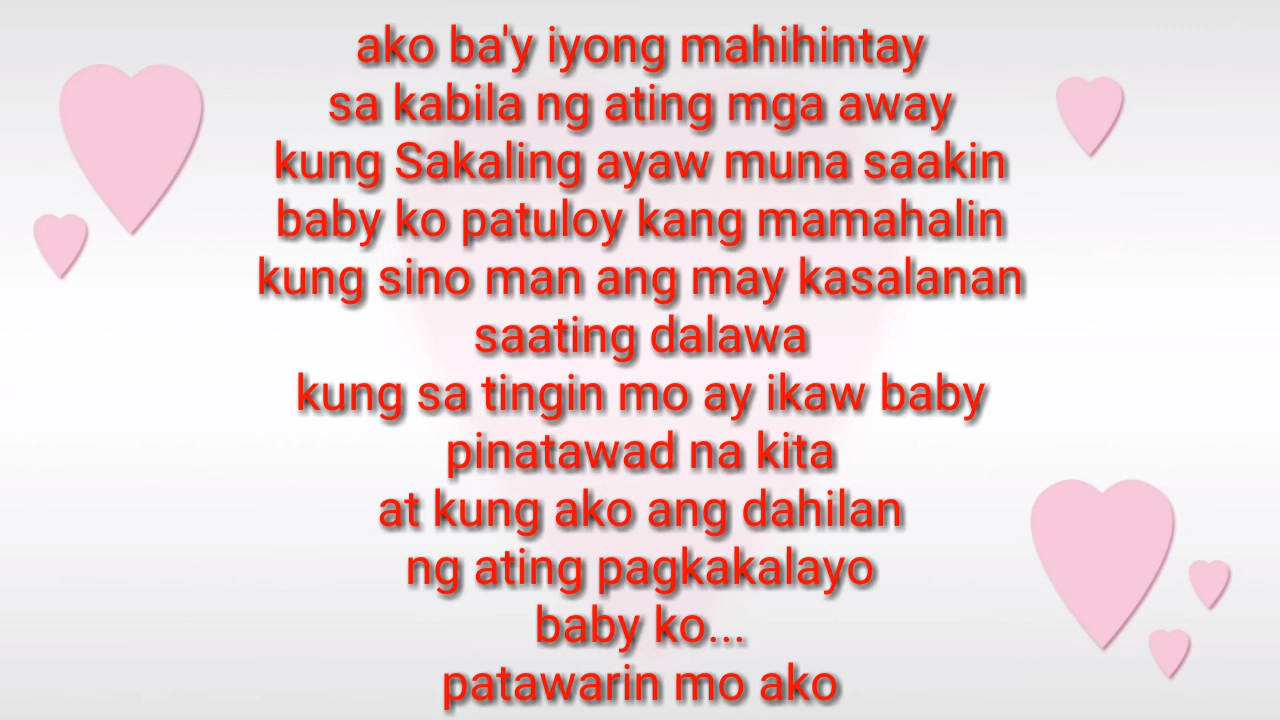 ako ba'y iyong mahihintay
sa kabila ng ating mga away
kung Sakaling ayaw muna saakin
baby ko patuloy kang mamahalin
kung sino man ang may kasalanan
saating dalawa
kung sa tingin mo ay ikaw baby
pinatawad na kita
at kung ako ang dahilan
ng ating pagkakalayo
baby ko...
patawarin mo ako